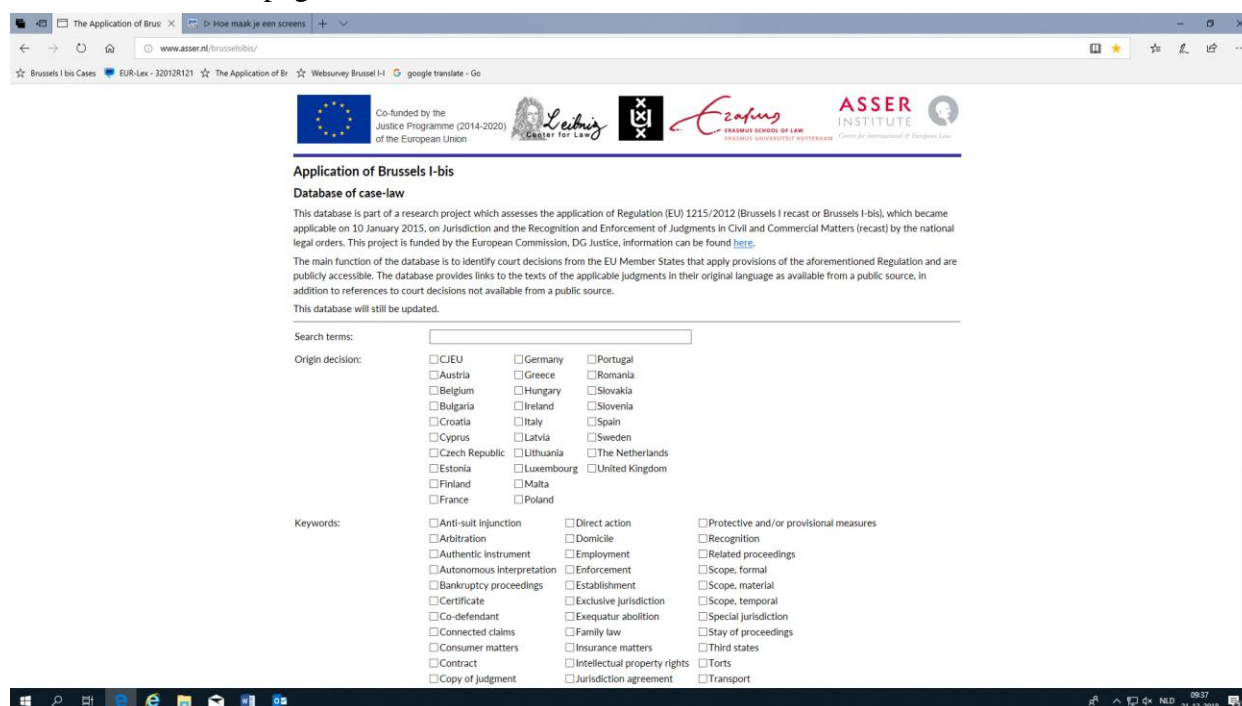 The Application of Brus
Hoe maak je een screens
www.asser.nl/brusselsibis/
Brussels I bis Cases EUR-Lex - 32012R121 The Application of Br Websurvey Brussel I-I google translate - Go
Co-funded by the
Justice Programme (2014-2020)
of the European Union
Leibniz
Center for Law
Erasmus
ERASMUS SCHOOL OF LAW
ERASMUS UNIVERSITEIT ROTTERDAM
ASSER
INSTITUTE
Centre for International & European Law
Application of Brussels I-bis
Database of case-law
This database is part of a research project which assesses the application of Regulation (EU) 1215/2012 (Brussels I recast or Brussels I-bis), which became
applicable on 10 January 2015, on Jurisdiction and the Recognition and Enforcement of Judgments in Civil and Commercial Matters (recast) by the national
legal orders. This project is funded by the European Commission, DG Justice, information can be found here.
The main function of the database is to identify court decisions from the EU Member States that apply provisions of the aforementioned Regulation and are
publicly accessible. The database provides links to the texts of the applicable judgments in their original language as available from a public source, in
addition to references to court decisions not available from a public source.
This database will still be updated.
Search terms:
Origin decision: CJEU Germany Portugal
Austria Greece Romania
Belgium Hungary Slovakia
Bulgaria Ireland Slovenia
Croatia Italy Spain
Cyprus Latvia Sweden
Czech Republic Lithuania The Netherlands
Estonia Luxembourg United Kingdom
Finland Malta
France Poland
Keywords: Anti-suit injunction Direct action Protective and/or provisional measures
Arbitration Domicile Recognition
Authentic instrument Employment Related proceedings
Autonomous interpretation Enforcement Scope, formal
Bankruptcy proceedings Establishment Scope, material
Certificate Exclusive jurisdiction Scope, temporal
Co-defendant Exequatur abolition Special jurisdiction
Connected claims Family law Stay of proceedings
Consumer matters Insurance matters Third states
Contract Intellectual property rights Torts
Copy of judgment Jurisdiction agreement Transport
NLD
09:37
21-12-2018